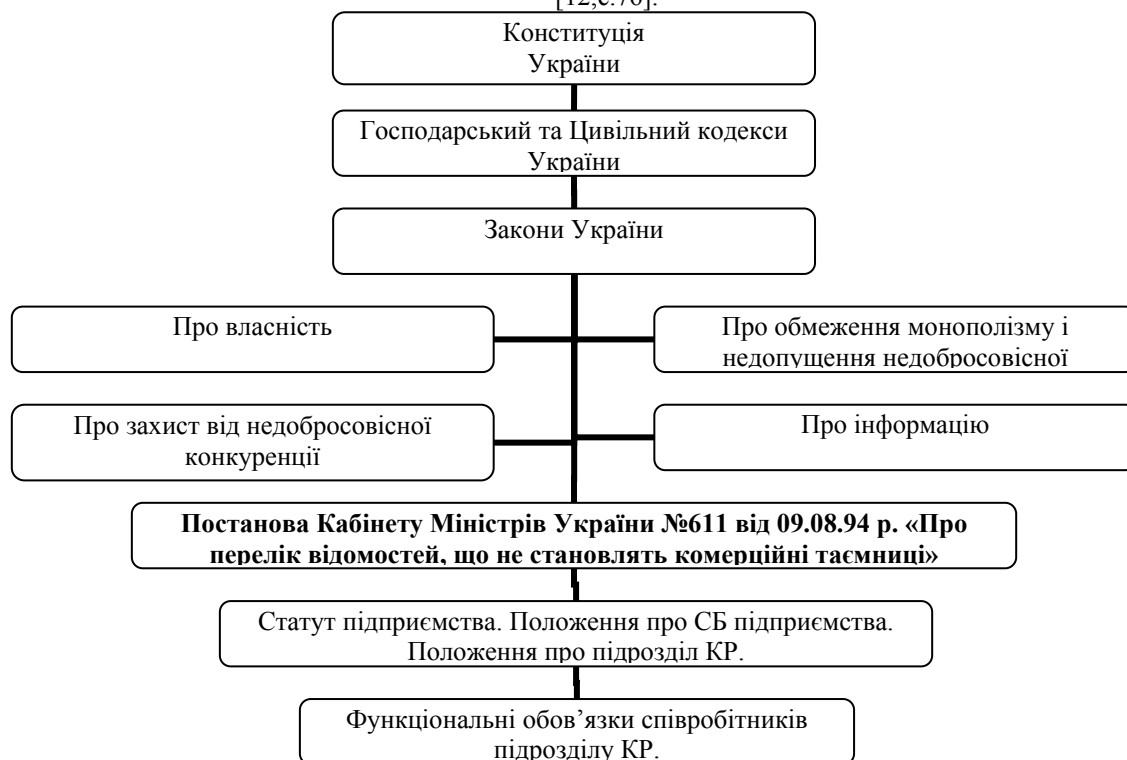 [12,с.76].
Конституція
України
Господарський та Цивільний кодекси
України
Закони України
Про власність
Про обмеження монополізму і
недопущення недобросовісної
Про захист від недобросовісної
конкуренції
Про інформацію
Постанова Кабінету Міністрів України №611 від 09.08.94 р. «Про
перелік відомостей, що не становлять комерційні таємниці»
Статут підприємства. Положення про СБ підприємства.
Положення про підрозділ КР.
Функціональні обов’язки співробітників
підрозділу КР.